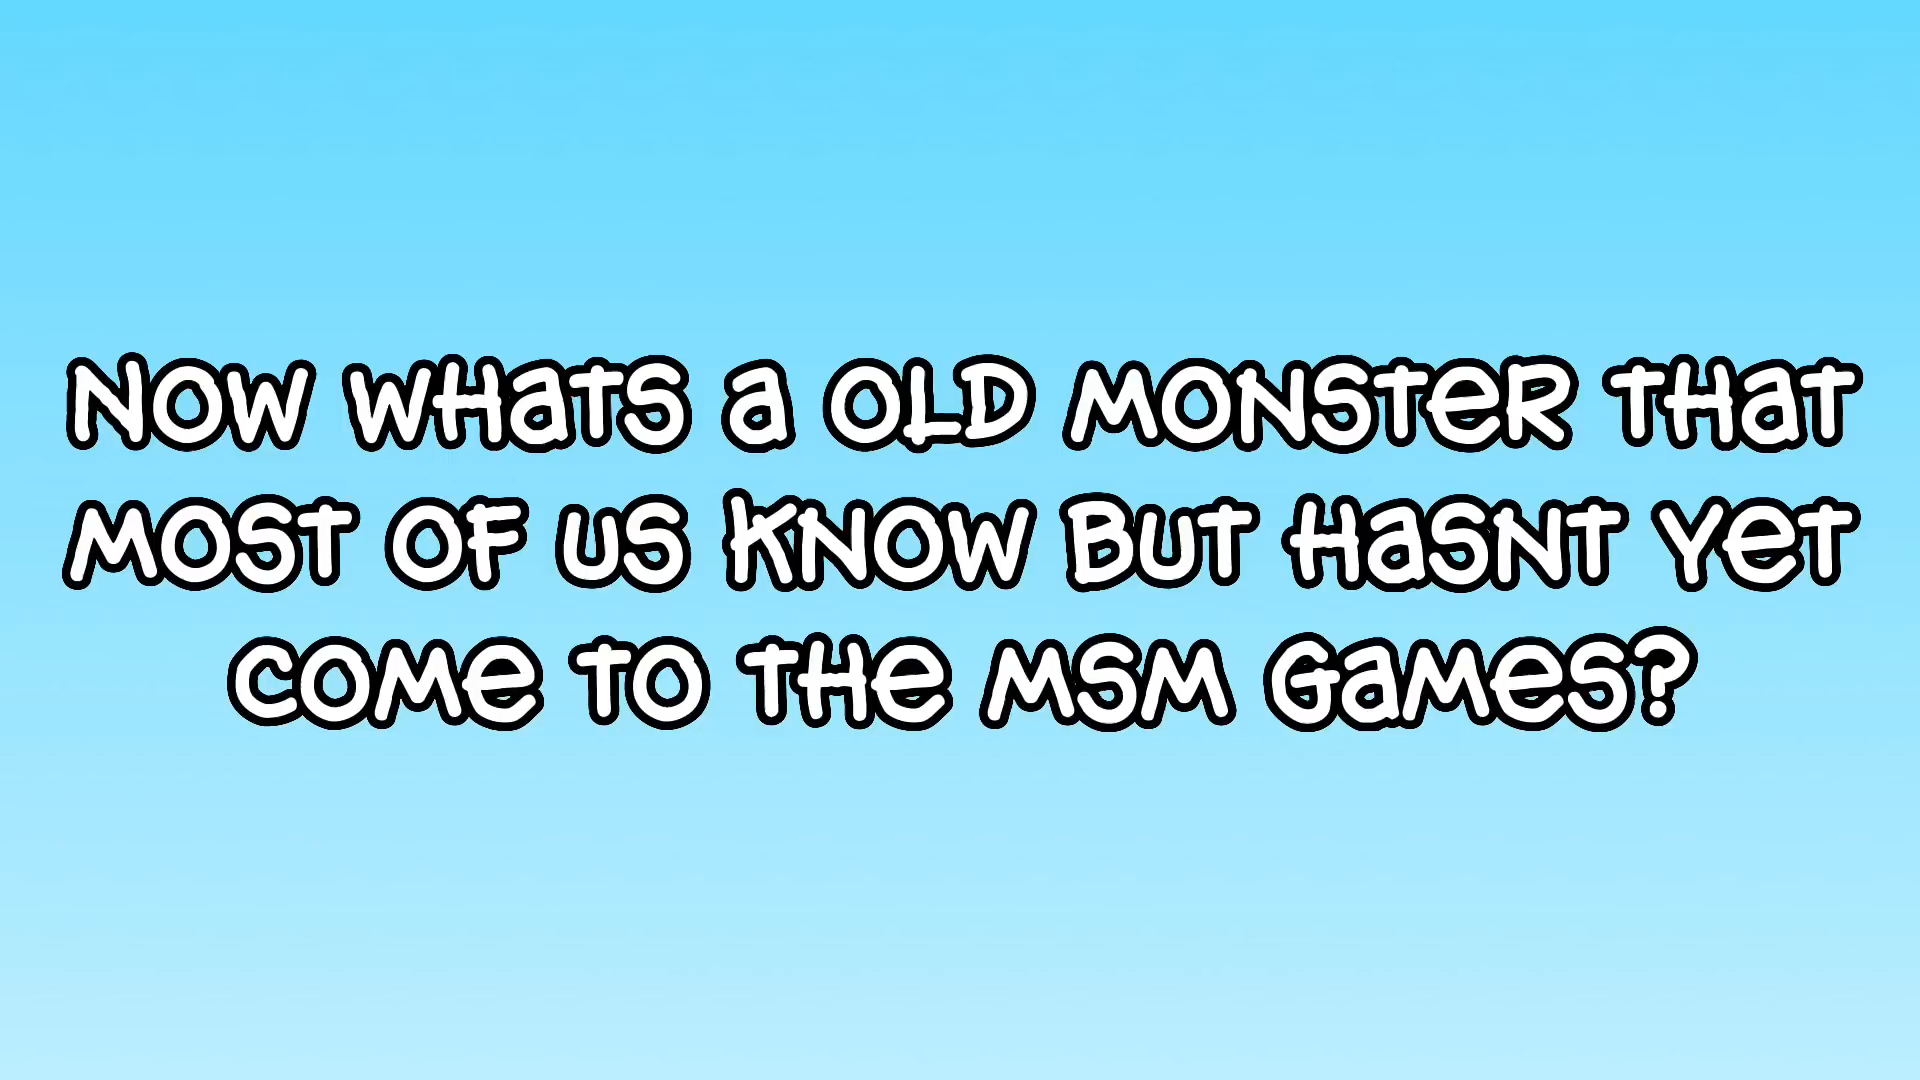 NOW WHATS A OLD MONSTER THAT
MOST OF US KNOW BUT HASNT YET
COME TO THE MSM GAMES?